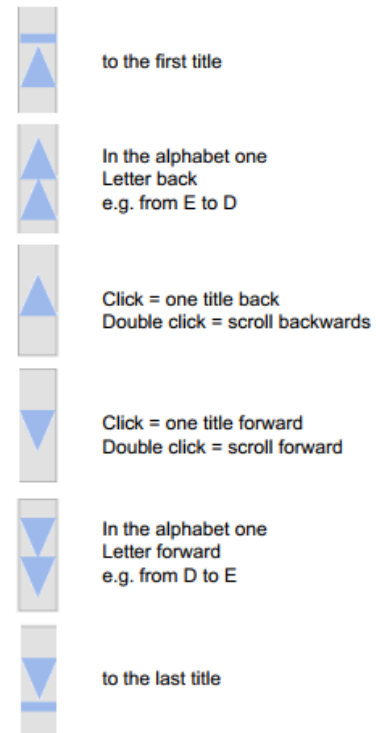 to the first title
In the alphabet one
Letter back
e.g. from E to D
Click = one title back
Double click = scroll backwards
Click = one title forward
Double click = scroll forward
In the alphabet one
Letter forward
e.g. from D to E
to the last title